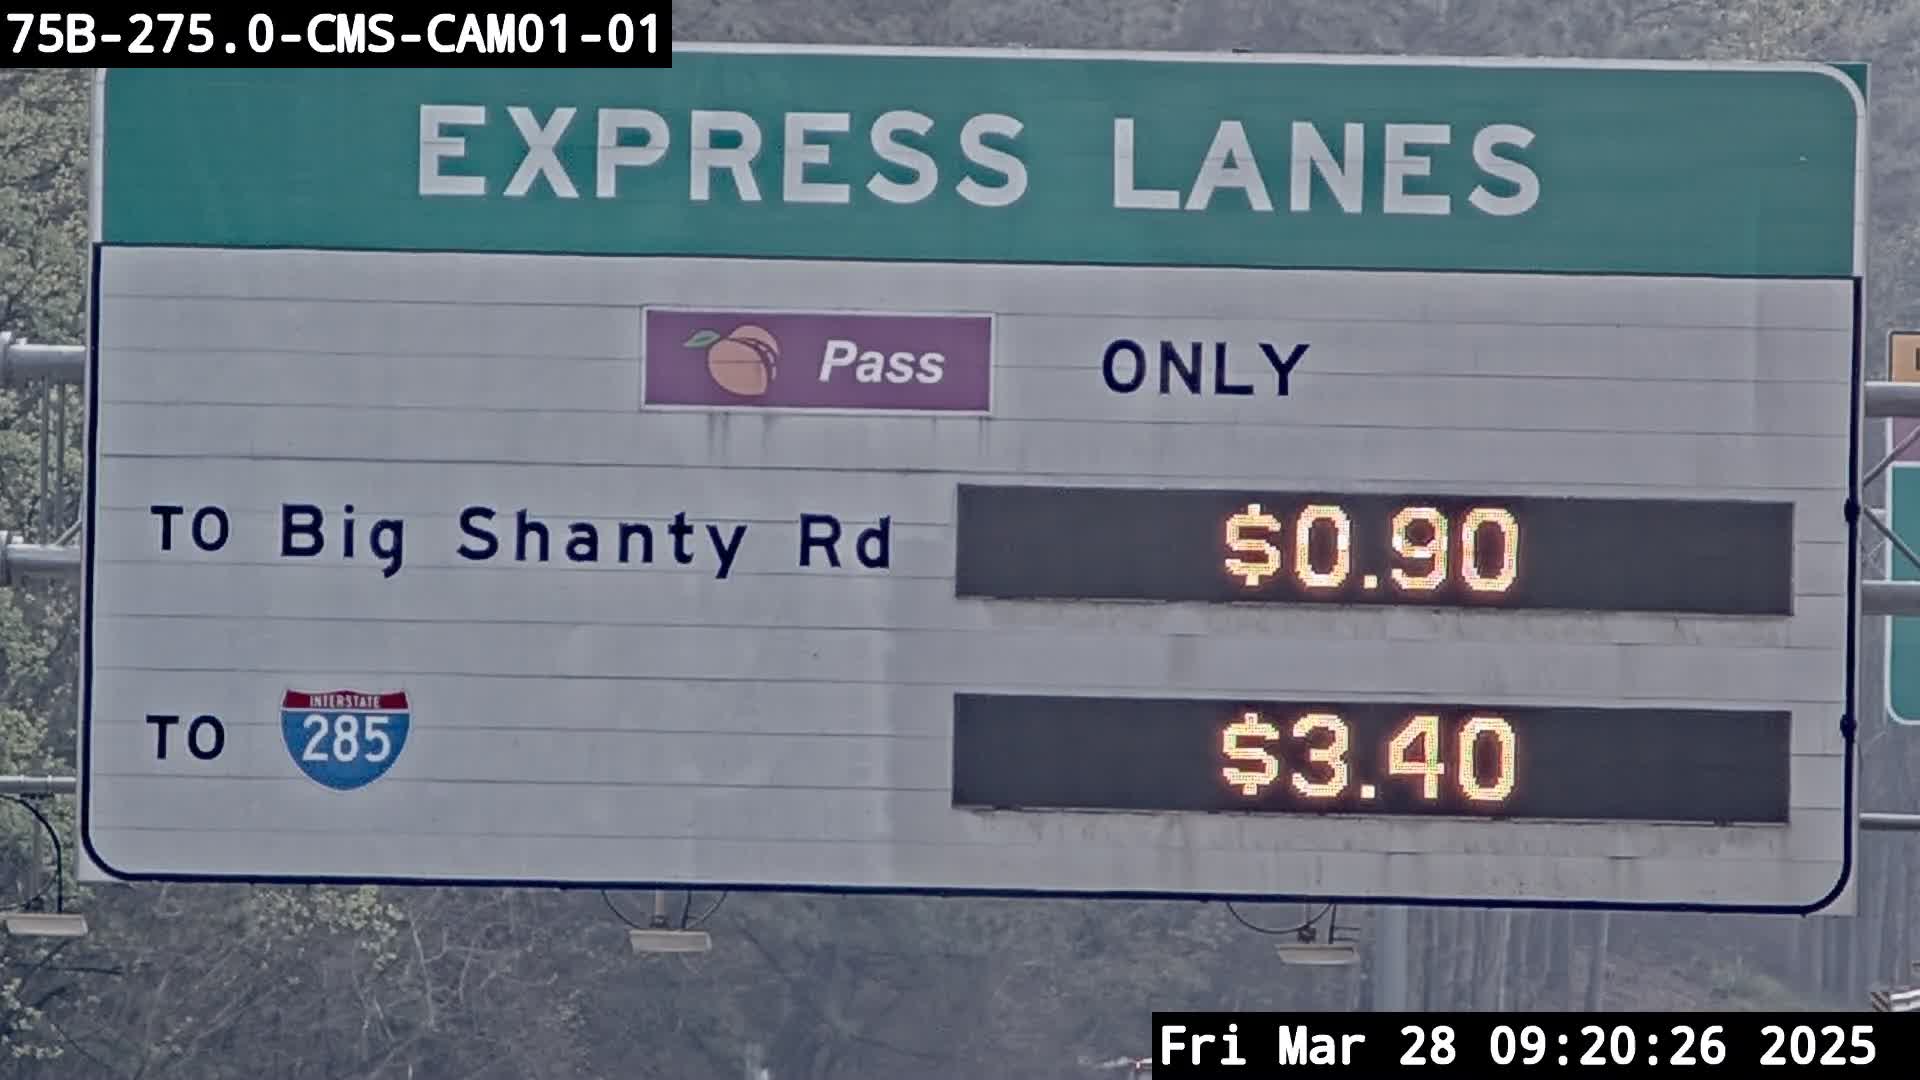 75B-275.0-CMS-CAM01-01
EXPRESS LANES
Pass ONLY
TO Big Shanty Rd $0.90
INTERSTATE
TO 285 $3.40
Fri Mar 28 09:20:26 2025